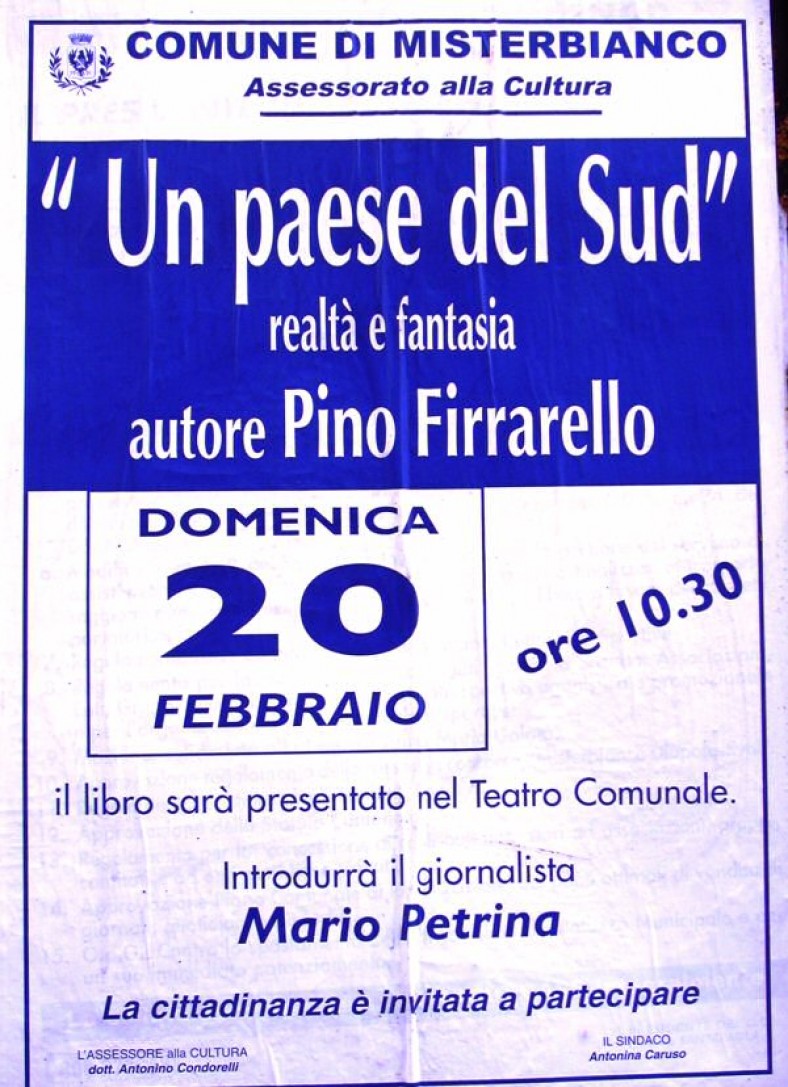 COMUNE DI MISTERBIANCO
Assessorato alla Cultura
“Un paese del Sud”
realtà e fantasia
autore Pino Firrarello
DOMENICA
20
FEBBRAIO
ore 10.30
il libro sarà presentato nel Teatro Comunale.
Introdurrà il giornalista
Mario Petrina
La cittadinanza è invitata a partecipare
L'ASSESSORE alla CULTURA
dott. Antonino Condorelli
IL SINDACO
Antonina Caruso